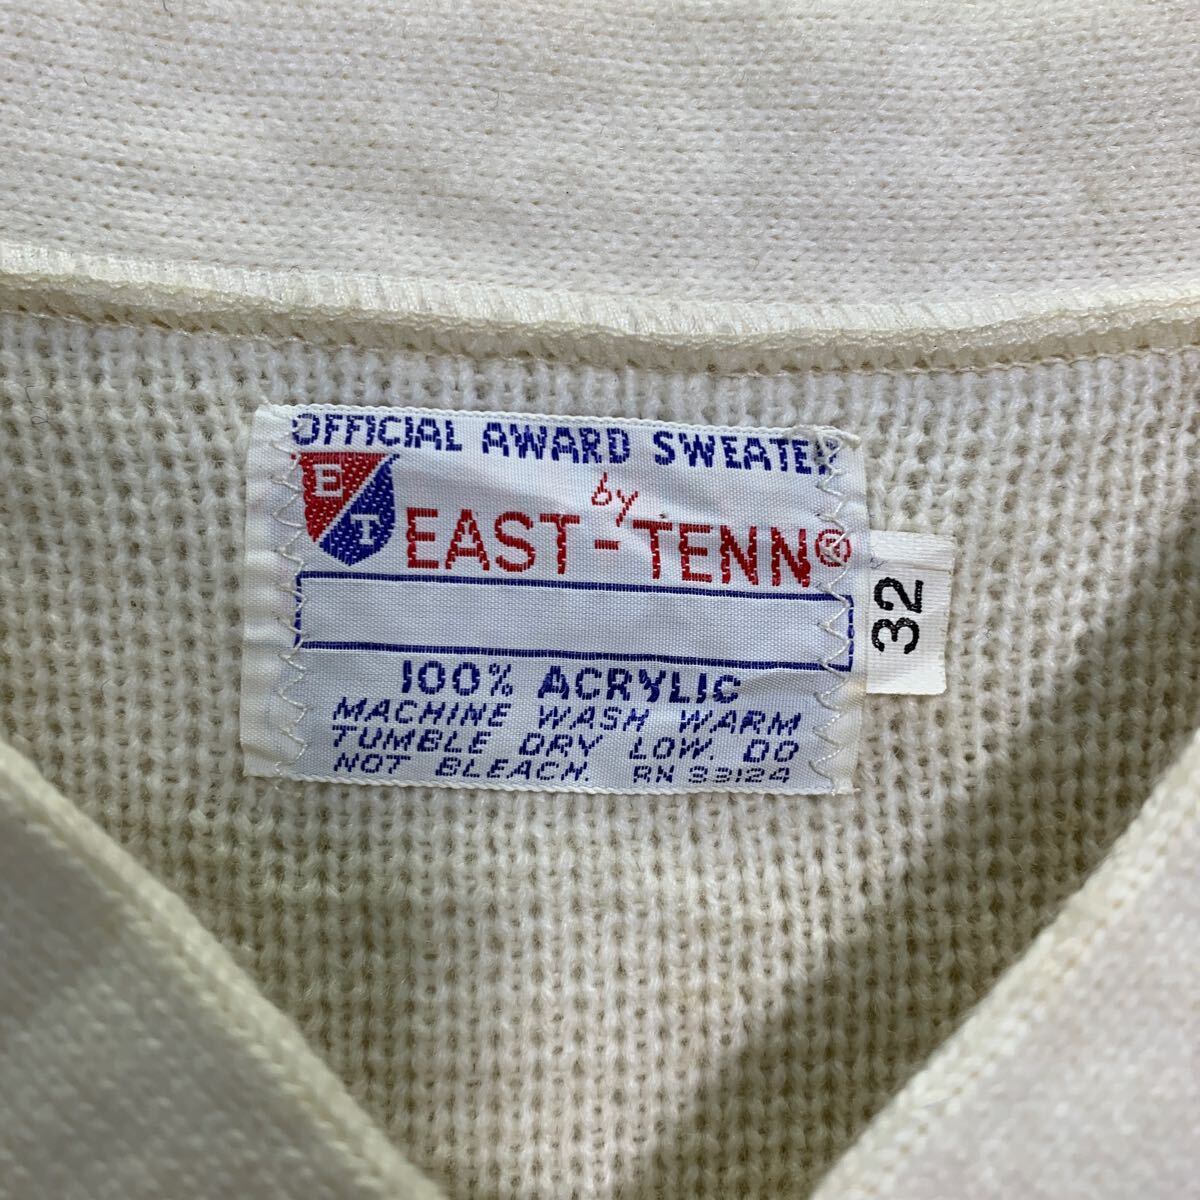 OFFICIAL AWARD SWEATER
by
E T
EAST-TENN®
32
100% ACRYLIC
MACHINE WASH WARM
TUMBLE DRY LOW. DO
NOT BLEACH. RN 33124